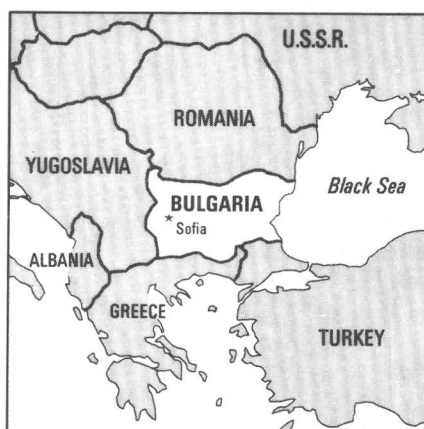 U.S.S.R.
ROMANIA
YUGOSLAVIA
BULGARIA
Black Sea
Sofia
ALBANIA
GREECE
TURKEY